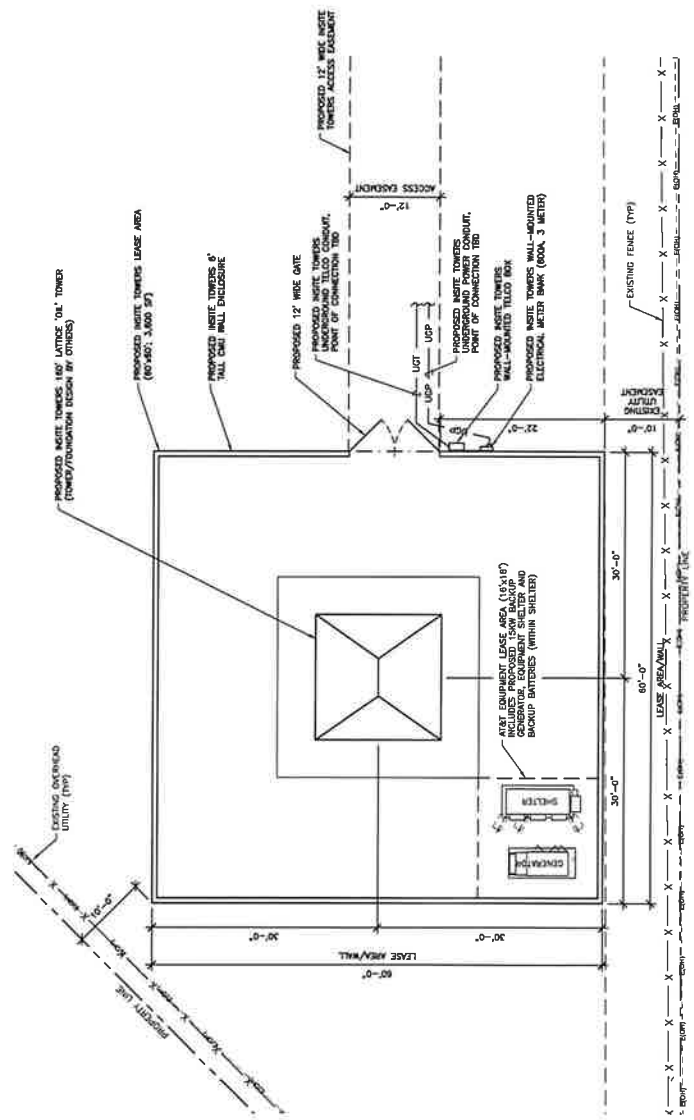 PROPOSED INSITE TOWERS 160' LATTICE "OIL" TOWER
(TOWER/FOUNDATION DESIGN BY OTHERS)
PROPOSED INSITE TOWERS LEASE AREA
(60'x60'; 3,600 SF)
PROPOSED INSITE TOWERS 6'
TALL CMU WALL ENCLOSURE
PROPOSED 12' WIDE GATE
PROPOSED INSITE TOWERS
UNDERGROUND TELCO CONDUIT,
POINT OF CONNECTION TBD
PROPOSED 12' WIDE INSITE
TOWERS ACCESS EASEMENT
12'-0"
ACCESS EASEMENT
UGT
UGP
UGP
UGP
PROPOSED INSITE TOWERS
UNDERGROUND POWER CONDUIT,
POINT OF CONNECTION TBD
PROPOSED INSITE TOWERS
WALL-MOUNTED TELCO BOX
PROPOSED INSITE TOWERS WALL-MOUNTED
ELECTRICAL METER BANK (600A, 3 METER)
22'-0"
10'-0"
EXISTING
UTILITY
EASEMENT
EXISTING FENCE (TYP)
EXISTING OVERHEAD
UTILITY (TYP)
10'-0"
PROPERTY LINE
AT&T EQUIPMENT LEASE AREA (16'x16')
INCLUDES PROPOSED 15KW BACKUP
GENERATOR, EQUIPMENT SHELTER AND
BACKUP BATTERIES (WITHIN SHELTER)
SHELTER
GENERATOR
30'-0"
30'-0"
60'-0"
LEASE AREA/WALL
30'-0"
30'-0"
60'-0"
LEASE AREA/WALL
PROPERTY LINE